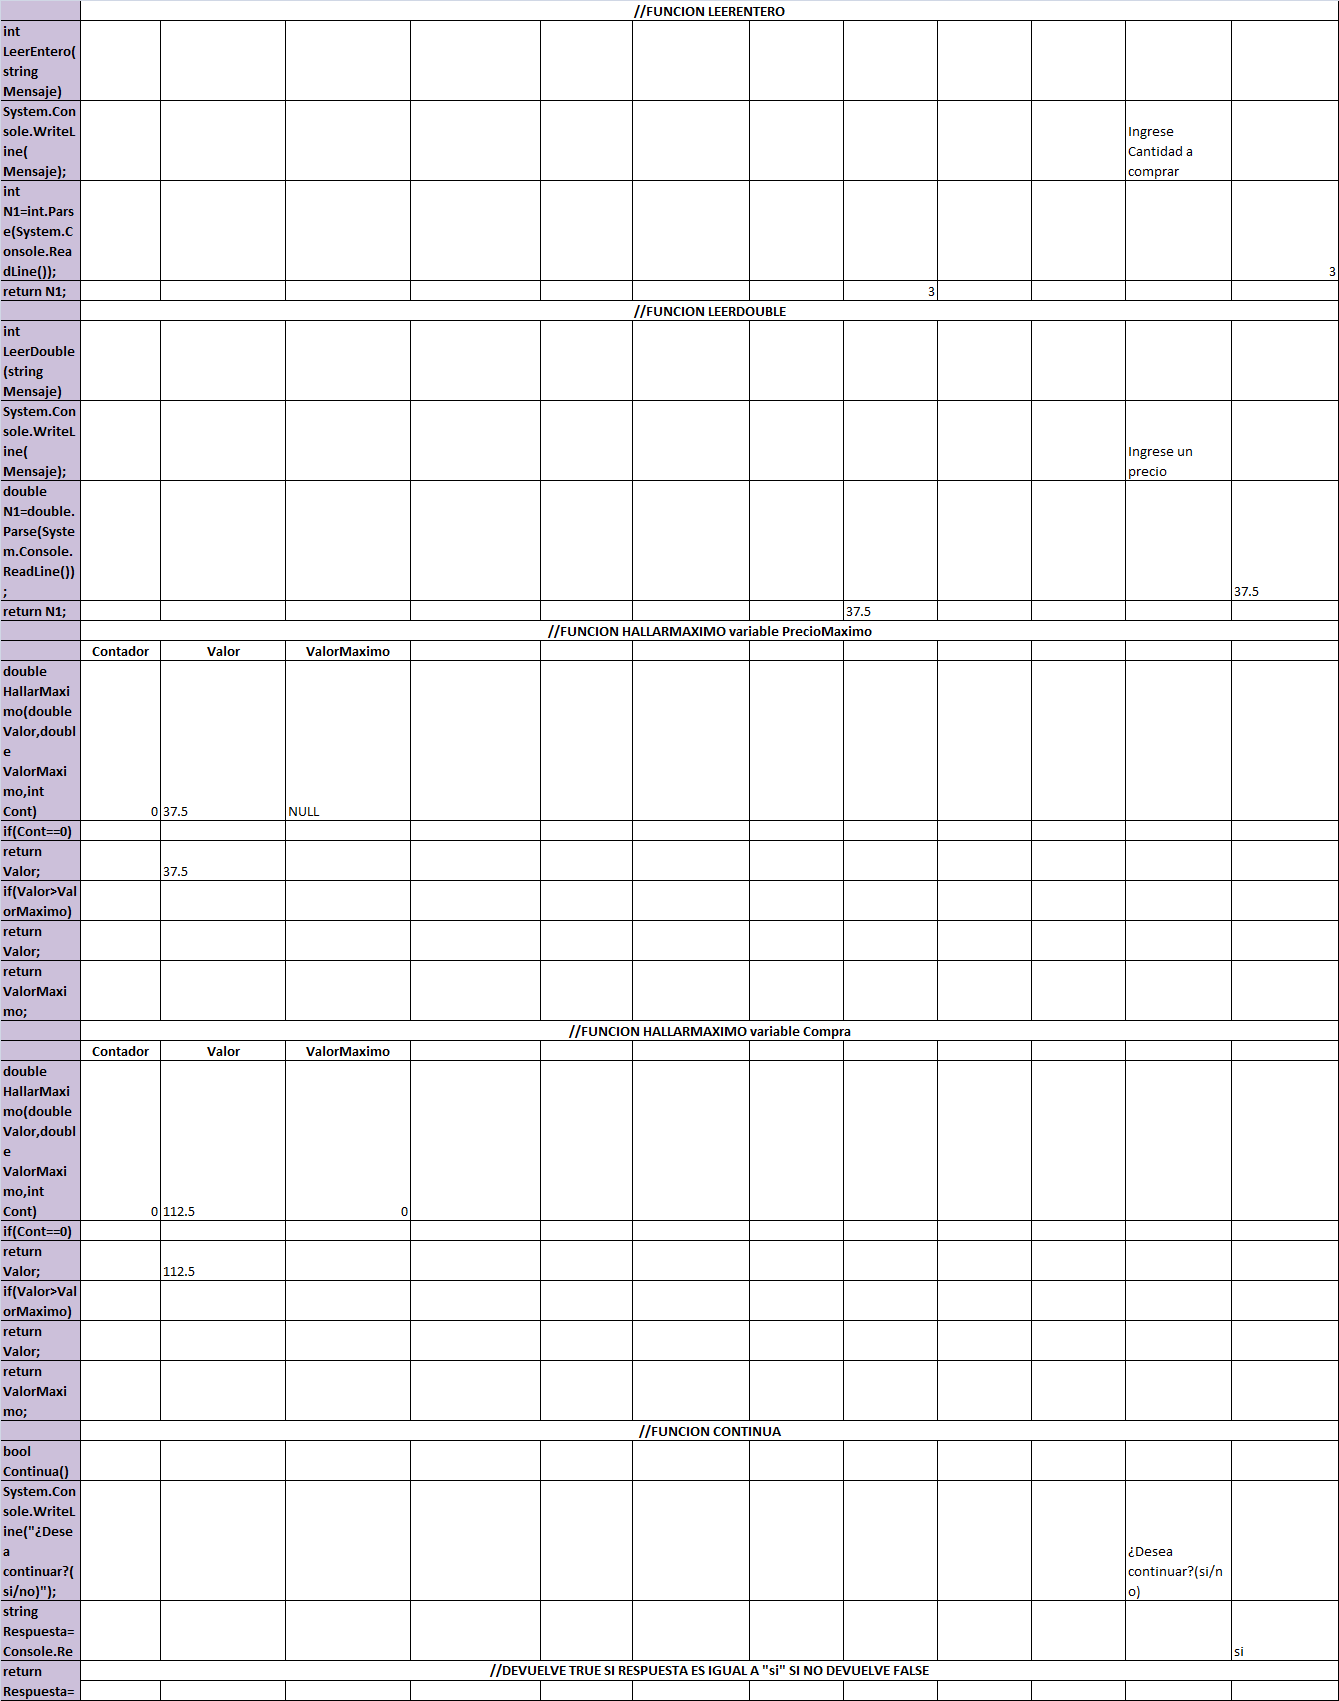 //FUNCION LEERENTERO
int
LeerEntero(
string
Mensaje)
System.Con
sole.WriteL
ine(
Mensaje);
Ingrese
Cantidad a
comprar
int
N1=int.Pars
e(System.C
onsole.Rea
dLine());
3
return N1;
3
//FUNCION LEERDOUBLE
int
LeerDouble
(string
Mensaje)
System.Con
sole.WriteL
ine(
Mensaje);
Ingrese un
precio
double
N1=double.
Parse(Syste
m.Console.
ReadLine())
;
37.5
return N1;
37.5
//FUNCION HALLARMAXIMO variable PrecioMaximo
Contador Valor ValorMaximo
double
HallarMaxi
mo(double
Valor,doubl
e
ValorMaxi
mo,int
Cont)
0 37.5 NULL
if(Cont==0)
return
Valor;
37.5
if(Valor>Val
orMaximo)
return
Valor;
return
ValorMaxi
mo;
//FUNCION HALLARMAXIMO variable Compra
Contador Valor ValorMaximo
double
HallarMaxi
mo(double
Valor,doubl
e
ValorMaxi
mo,int
Cont)
0 112.5 0
if(Cont==0)
return
Valor;
112.5
if(Valor>Val
orMaximo)
return
Valor;
return
ValorMaxi
mo;
//FUNCION CONTINUA
bool
Continua()
System.Con
sole.WriteL
ine("¿Dese
a
continuar?(
si/no)");
¿Desea
continuar?(si/n
o)
string
Respuesta=
Console.Re
si
return
Respuesta=
//DEVUELVE TRUE SI RESPUESTA ES IGUAL A "si" SI NO DEVUELVE FALSE